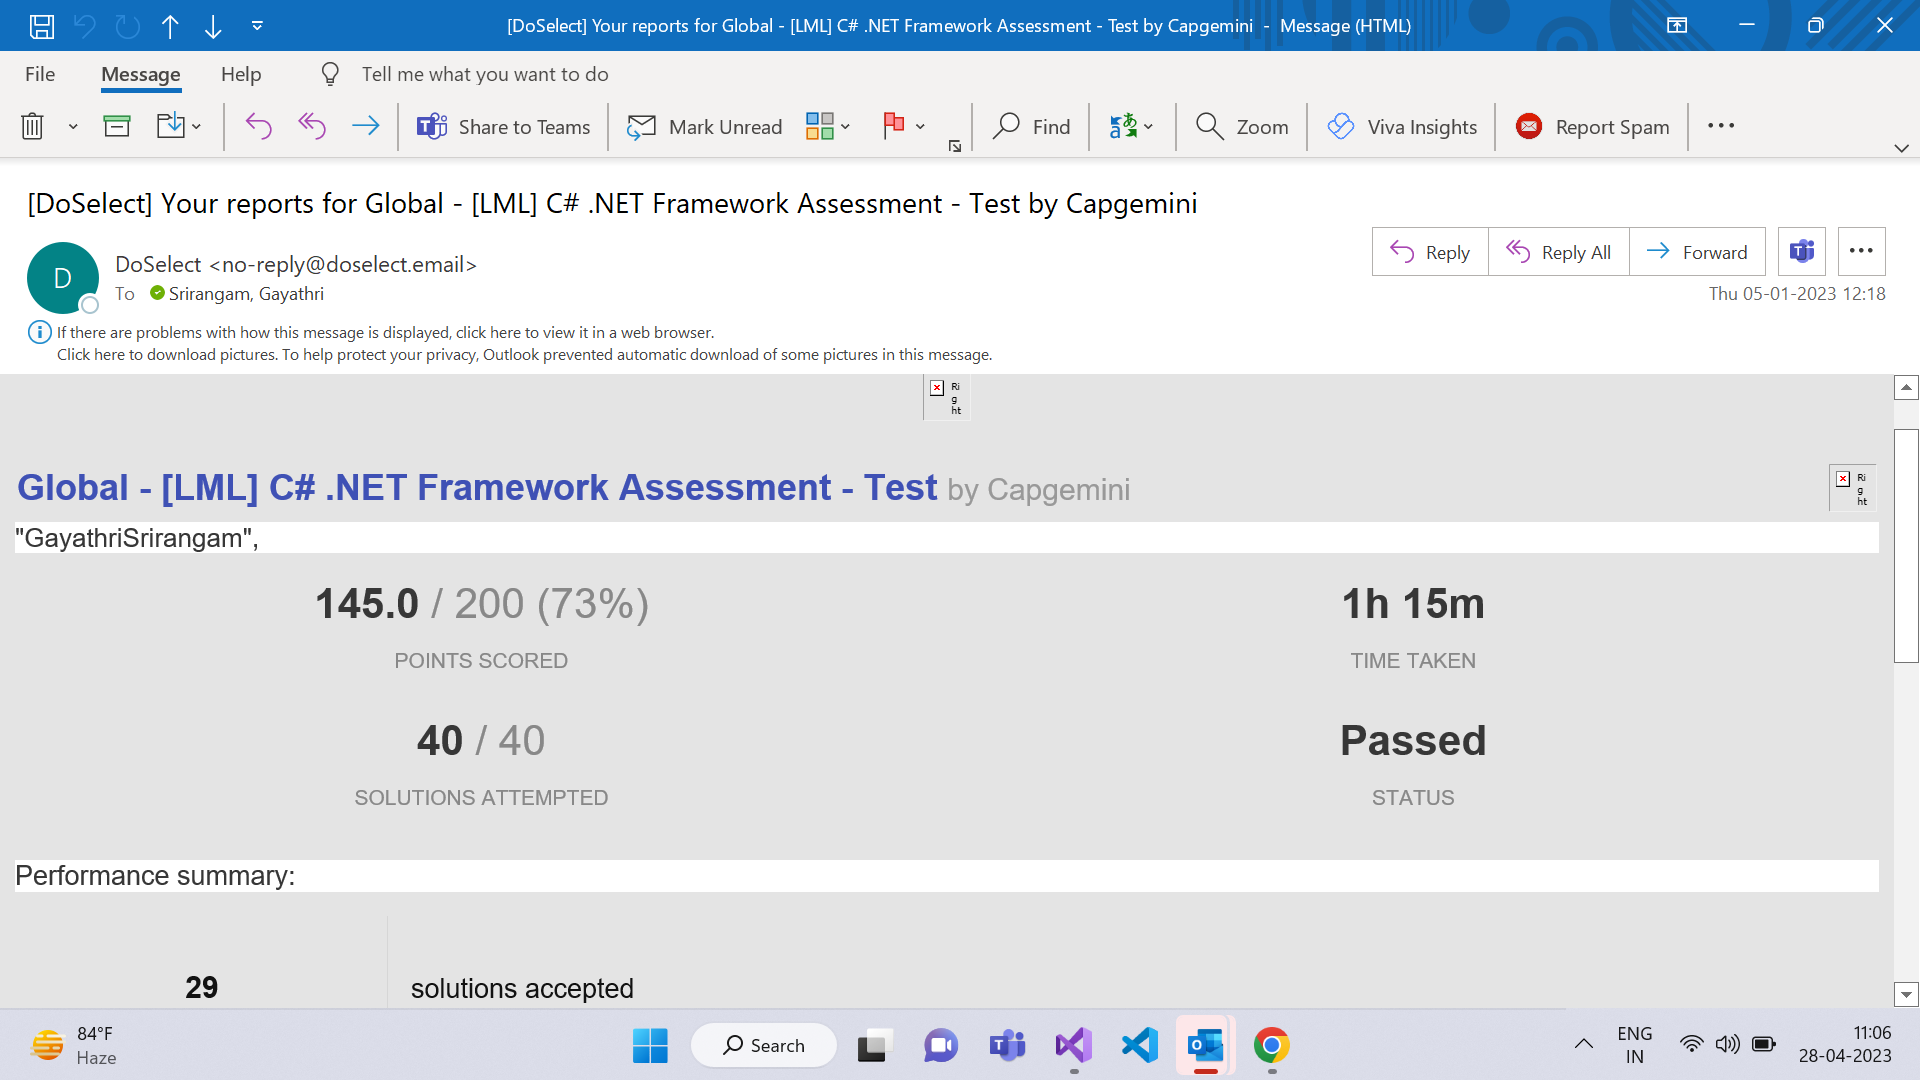 [DoSelect] Your reports for Global - [LML] C# .NET Framework Assessment - Test by Capgemini - Message (HTML)
File Message Help Tell me what you want to do
Share to Teams Mark Unread Find Zoom Viva Insights Report Spam
[DoSelect] Your reports for Global - [LML] C# .NET Framework Assessment - Test by Capgemini
D
DoSelect <no-reply@doselect.email>
Reply Reply All Forward
To Srirangam, Gayathri
Thu 05-01-2023 12:18
If there are problems with how this message is displayed, click here to view it in a web browser.
Click here to download pictures. To help protect your privacy, Outlook prevented automatic download of some pictures in this message.
Ri
g
ht
Global - [LML] C# .NET Framework Assessment - Test by Capgemini
Ri
g
ht
"GayathriSrirangam",
145.0 / 200 (73%) 1h 15m
POINTS SCORED TIME TAKEN
40 / 40 Passed
SOLUTIONS ATTEMPTED STATUS
Performance summary:
29 solutions accepted
84°F
Haze
Search
ENG
IN
11:06
28-04-2023